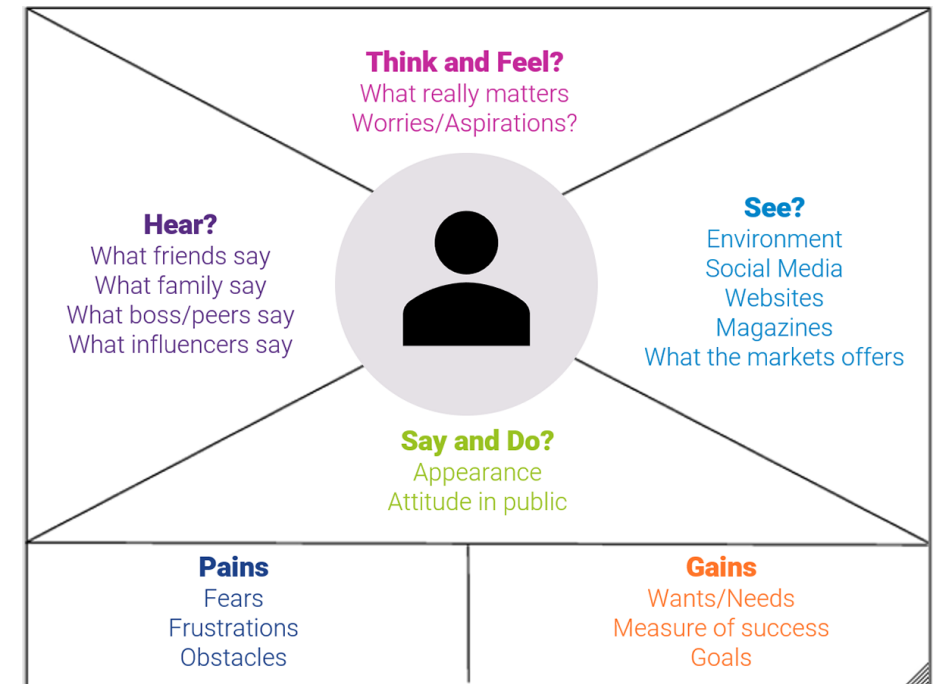 Think and Feel?
What really matters
Worries/Aspirations?
Hear?
What friends say
What family say
What boss/peers say
What influencers say
See?
Environment
Social Media
Websites
Magazines
What the markets offers
Say and Do?
Appearance
Attitude in public
Pains
Fears
Frustrations
Obstacles
Gains
Wants/Needs
Measure of success
Goals